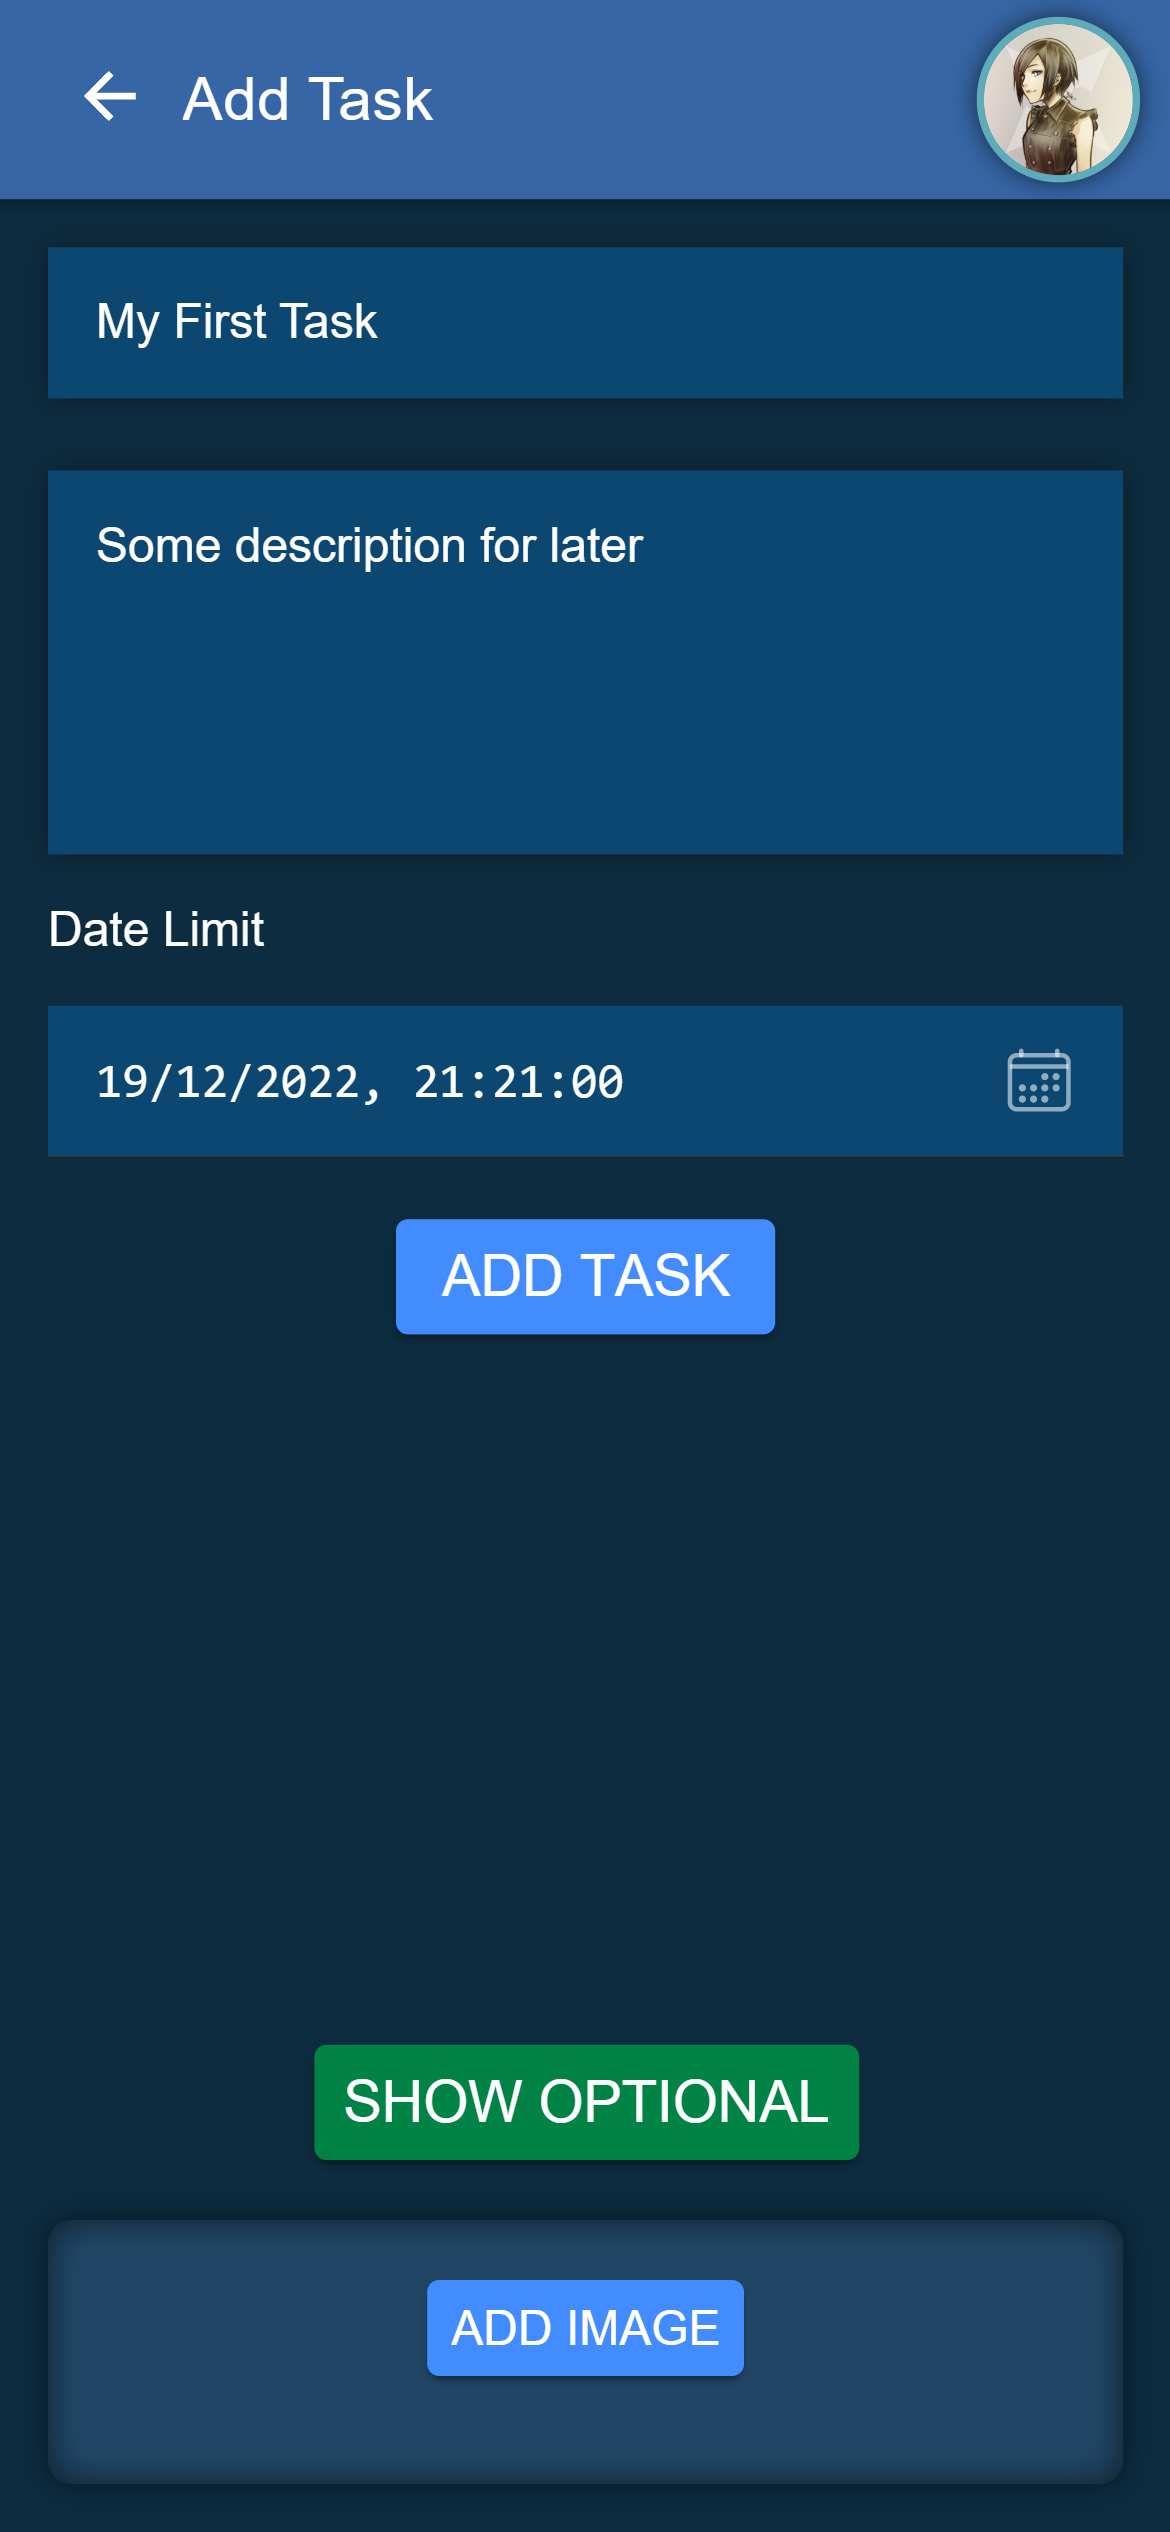 Add Task
My First Task
Some description for later
Date Limit
19/12/2022, 21:21:00
ADD TASK
SHOW OPTIONAL
ADD IMAGE